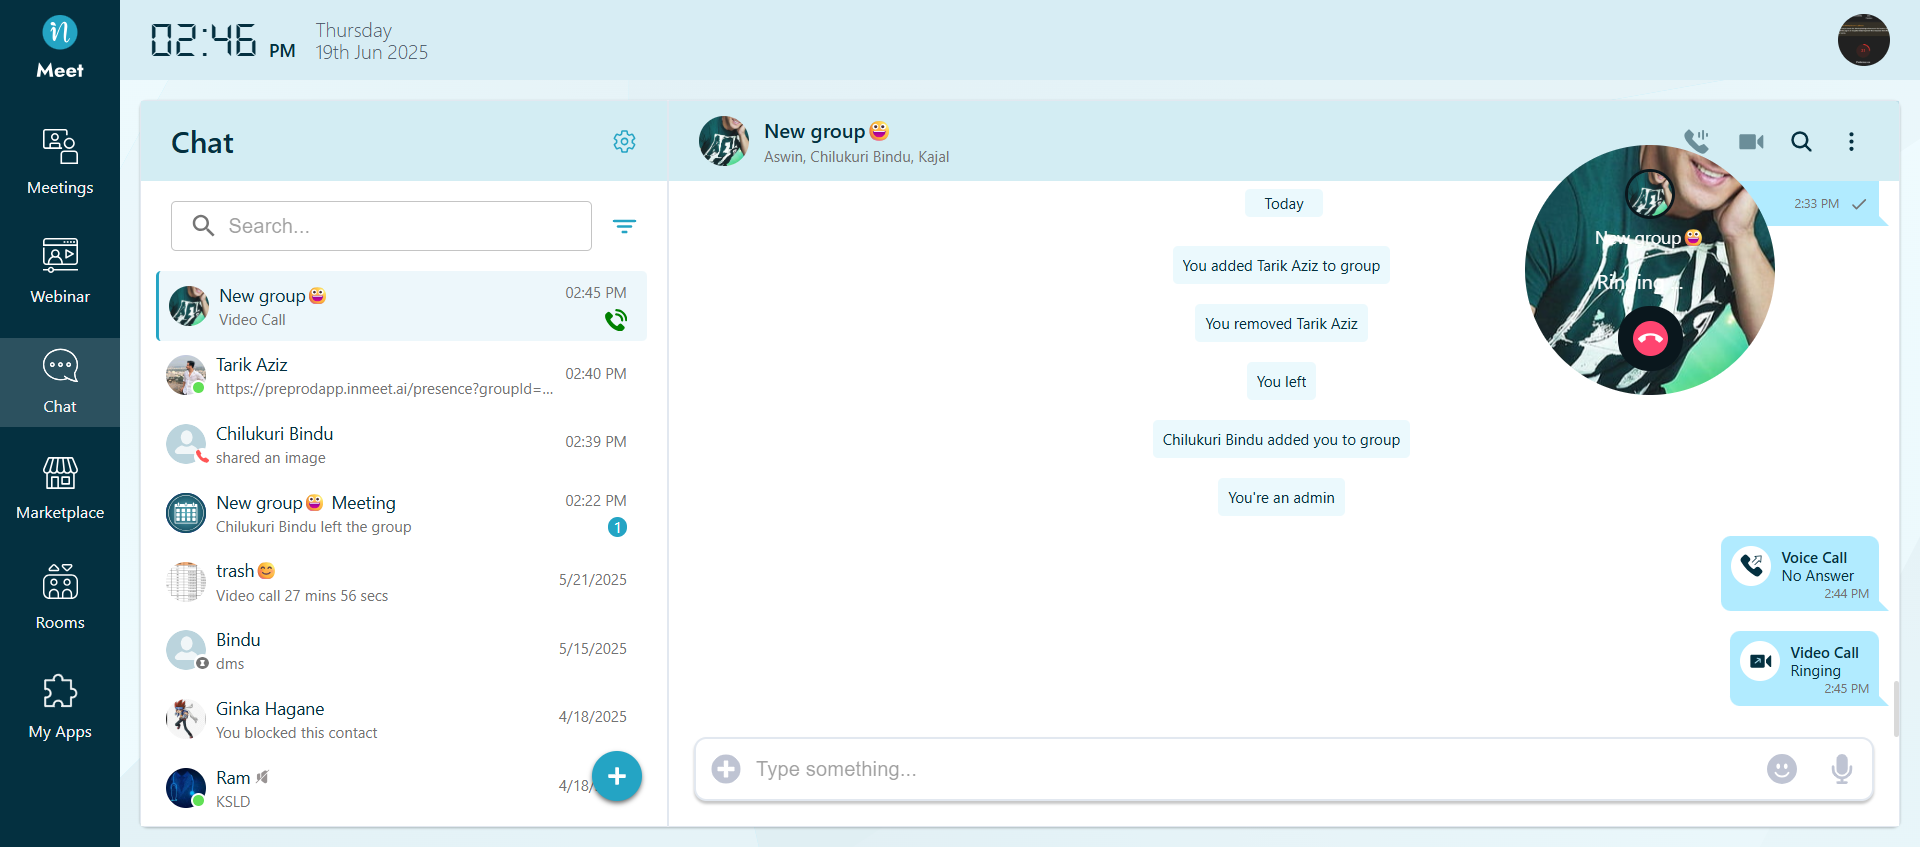 Meet
Meetings
Webinar
Chat
Marketplace
Rooms
My Apps
02:46 PM
Thursday
19th Jun 2025
Chat
Search...
New group😀
02:45 PM
Video Call
Tarik Aziz
02:40 PM
https://preprodapp.inmeet.ai/presence?groupId=...
Chilukuri Bindu
02:39 PM
shared an image
New group😀 Meeting
02:22 PM
Chilukuri Bindu left the group
1
trash😊
5/21/2025
Video call 27 mins 56 secs
Bindu
5/15/2025
dms
Ginka Hagane
4/18/2025
You blocked this contact
Ram
4/18/
KSLD
New group😀
Aswin, Chilukuri Bindu, Kajal
Today
2:33 PM
You added Tarik Aziz to group
You removed Tarik Aziz
You left
Chilukuri Bindu added you to group
You're an admin
New group😀
Ringing...
Voice Call
No Answer
2:44 PM
Video Call
Ringing
2:45 PM
Type something...